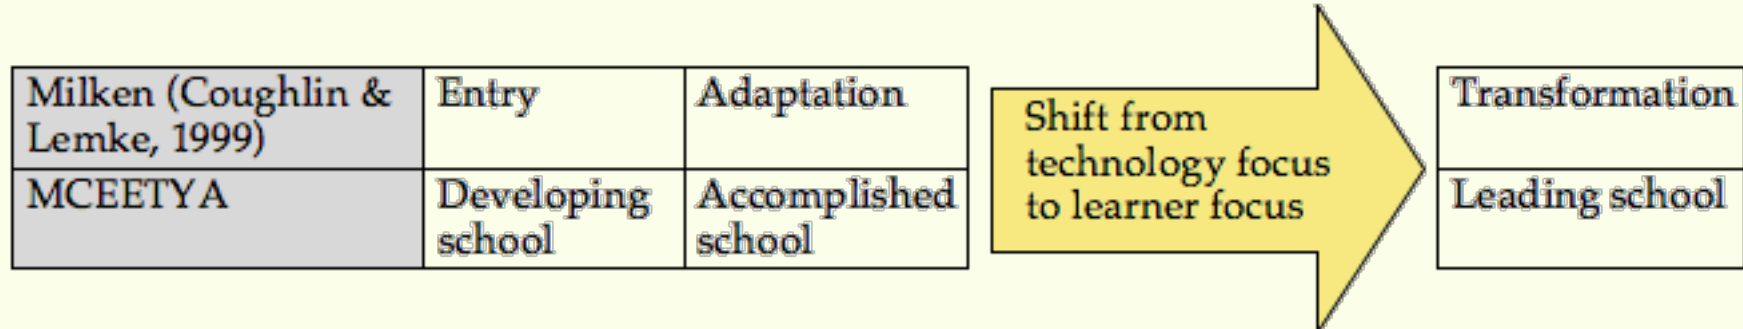 Milken (Coughlin &
Lemke, 1999)
Entry
Adaptation
MCEETYA
Developing
school
Accomplished
school
Shift from
technology focus
to learner focus
Transformation
Leading school